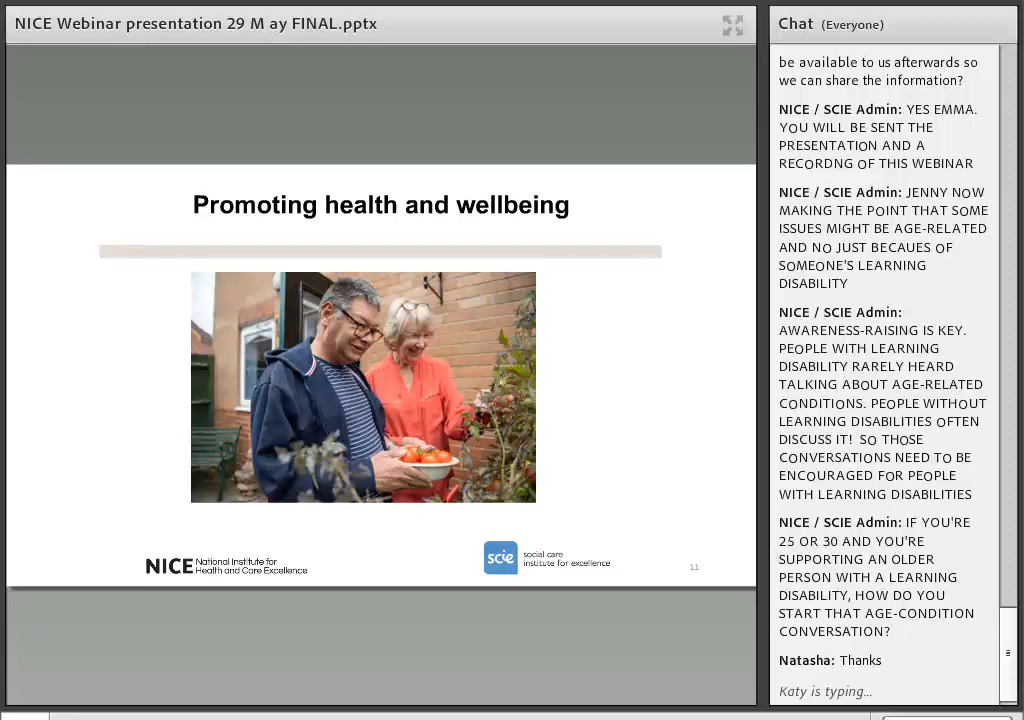 NICE Webinar presentation 29 M ay FINAL.pptx
Promoting health and wellbeing
NICE National Institute for
Health and Care Excellence
scie social care
institute for excellence
11
Chat (Everyone)
be available to us afterwards so
we can share the information?
NICE / SCIE Admin: YES EMMA.
YOU WILL BE SENT THE
PRESENTATION AND A
RECORDNG OF THIS WEBINAR
NICE / SCIE Admin: JENNY NOW
MAKING THE POINT THAT SOME
ISSUES MIGHT BE AGE-RELATED
AND NO JUST BECAUES OF
SOMEONE'S LEARNING
DISABILITY
NICE / SCIE Admin:
AWARENESS-RAISING IS KEY.
PEOPLE WITH LEARNING
DISABILITY RARELY HEARD
TALKING ABOUT AGE-RELATED
CONDITIONS. PEOPLE WITHOUT
LEARNING DISABILITIES OFTEN
DISCUSS IT! SO THOSE
CONVERSATIONS NEED TO BE
ENCOURAGED FOR PEOPLE
WITH LEARNING DISABILITIES
NICE / SCIE Admin: IF YOU'RE
25 OR 30 AND YOU'RE
SUPPORTING AN OLDER
PERSON WITH A LEARNING
DISABILITY, HOW DO YOU
START THAT AGE-CONDITION
CONVERSATION?
Natasha: Thanks
Katy is typing...